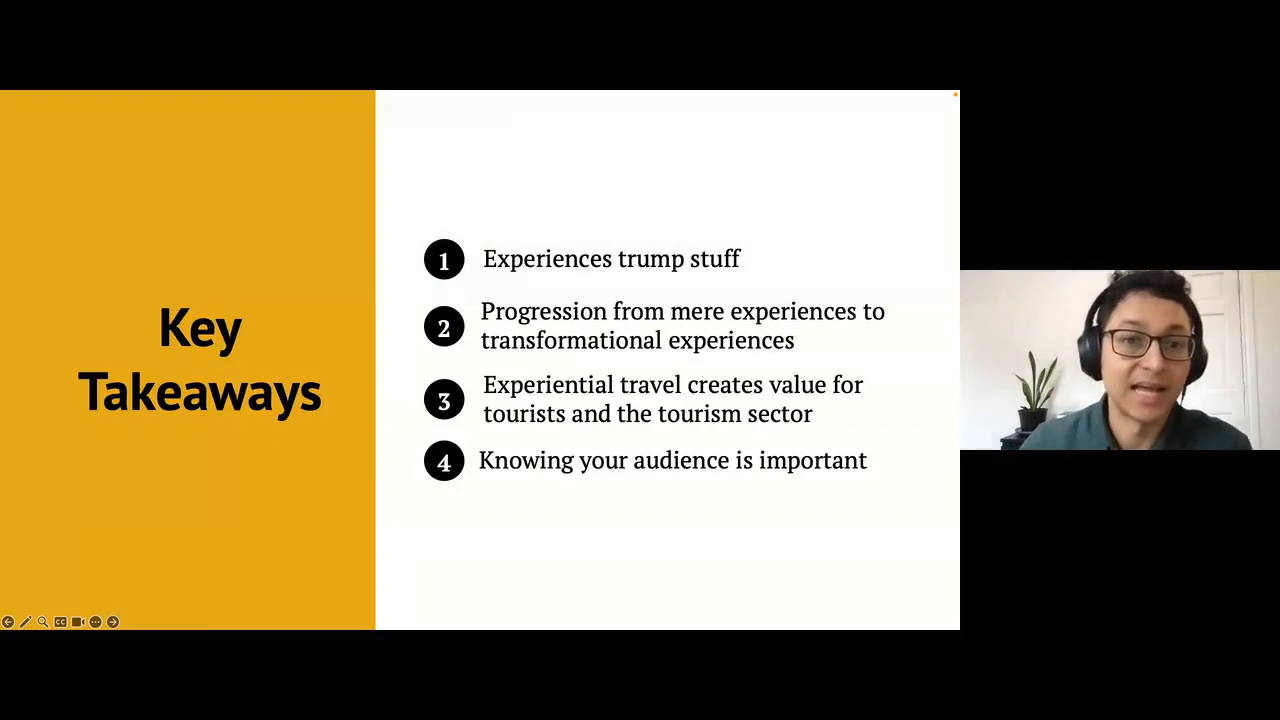 Key
Takeaways
1 Experiences trump stuff
2 Progression from mere experiences to
transformational experiences
3 Experiential travel creates value for
tourists and the tourism sector
4 Knowing your audience is important
CC